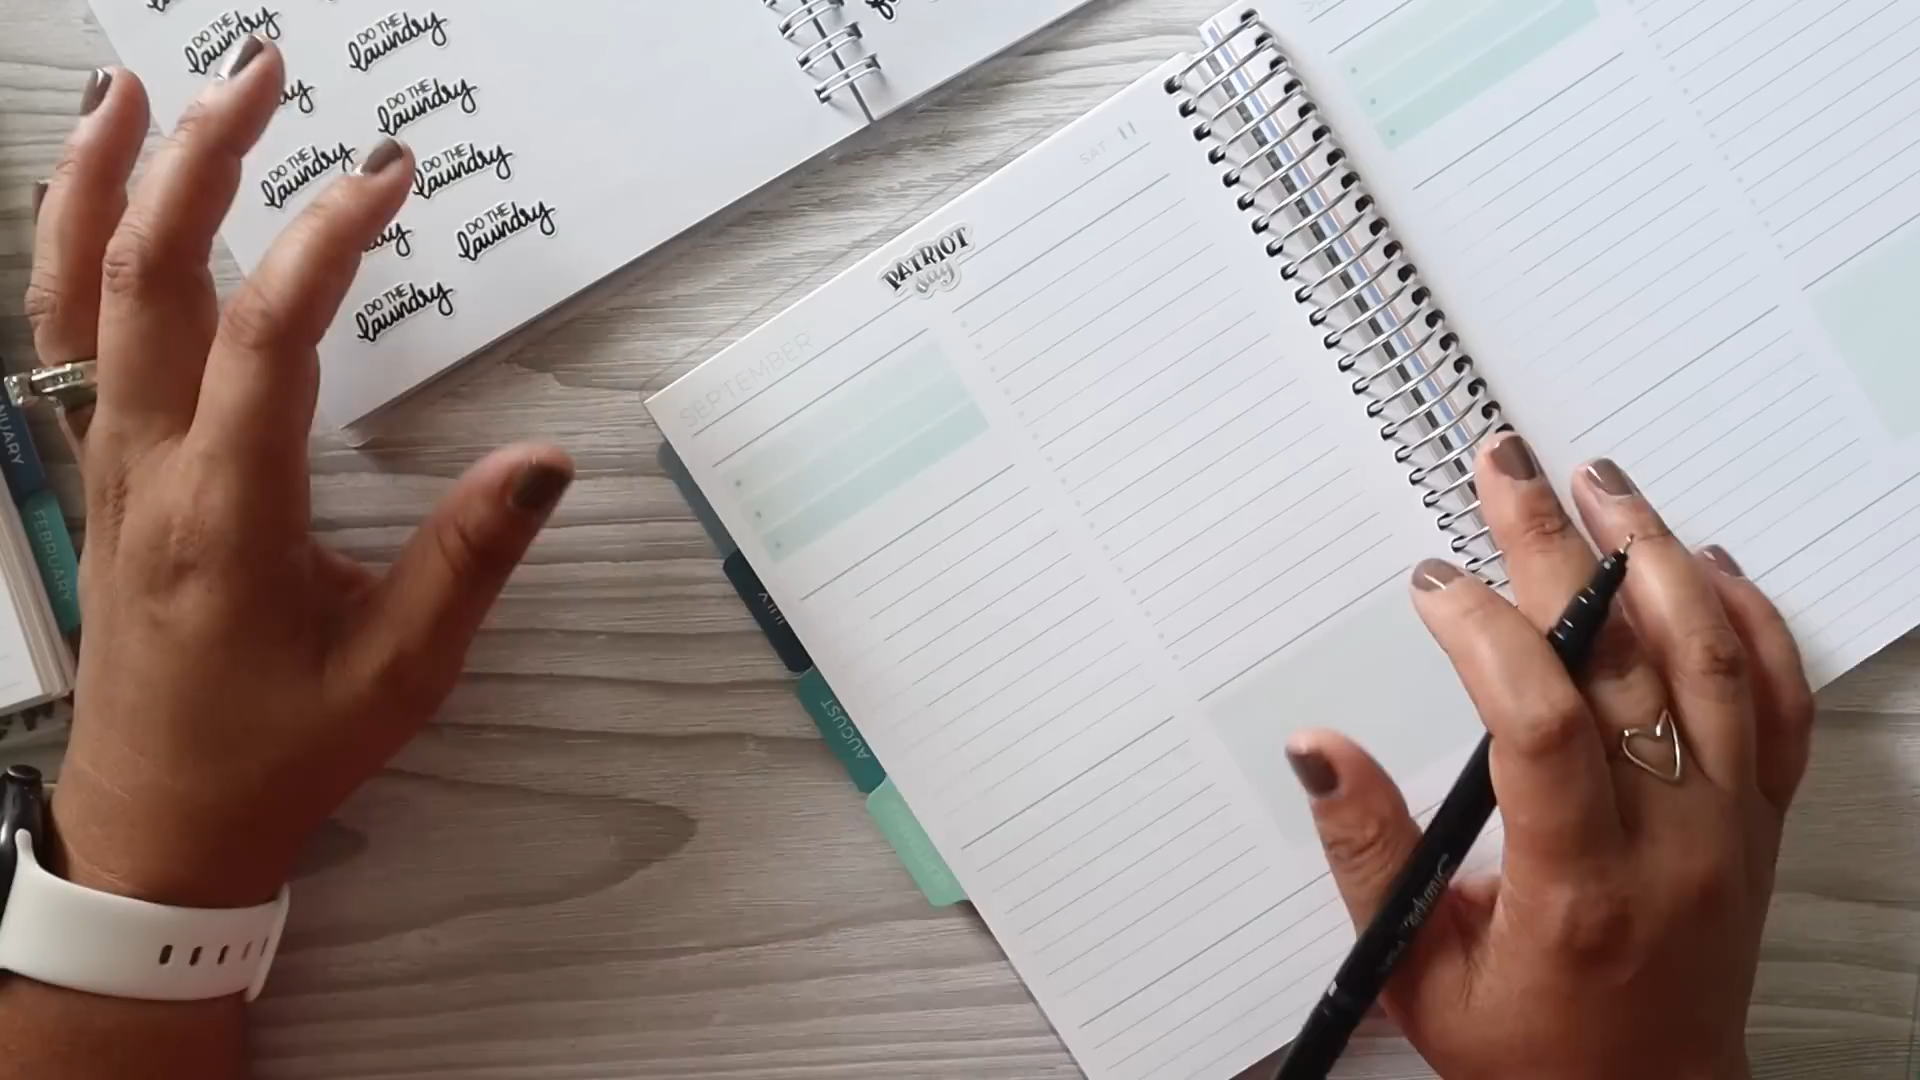 DO THE
laundry
DO THE
laundry
DO THE
laundry
DO THE
laundry
DO THE
laundry
DO THE
laundry
DO THE
laundry
SAT 11
PATRIOT
day
SEPTEMBER
JANUARY
FEBRUARY
JULY
AUGUST